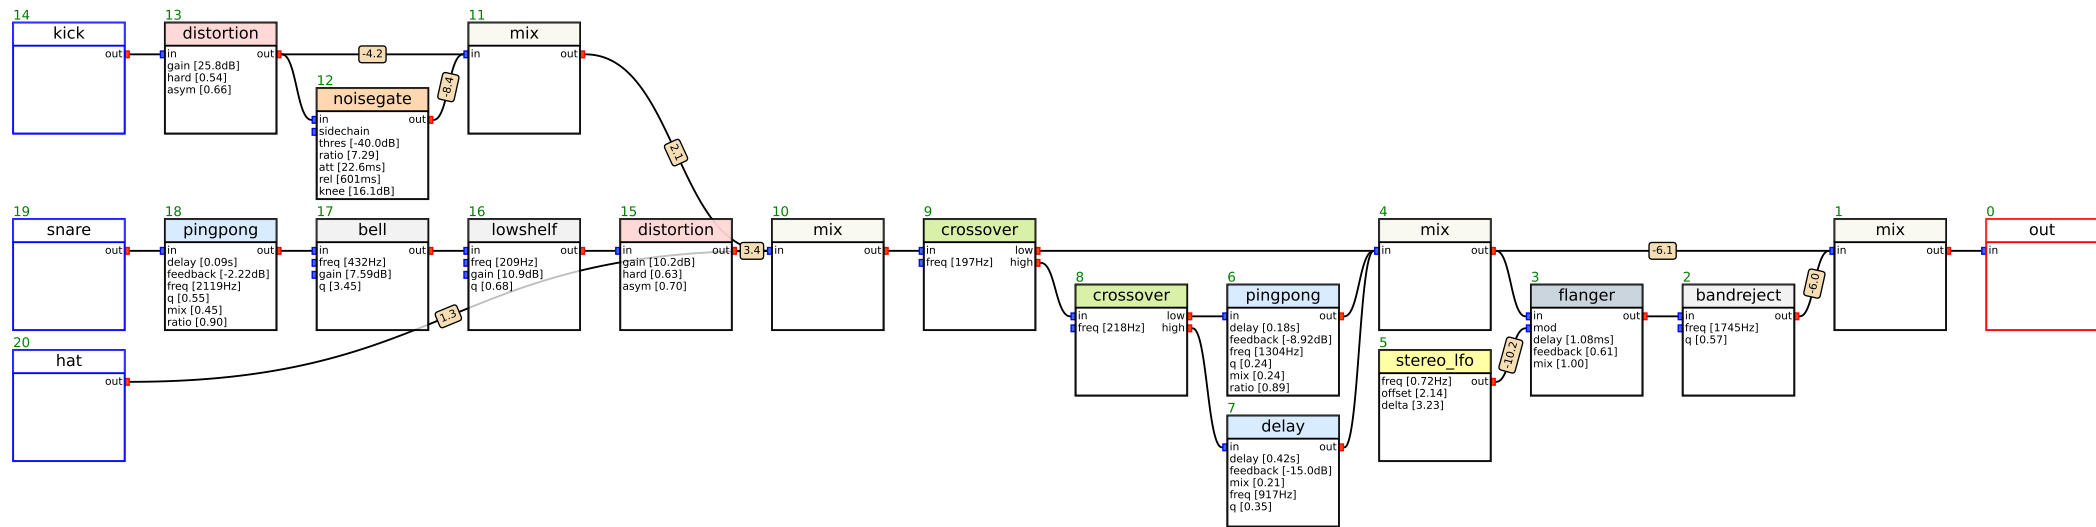 14
kick
out
13
distortion
in out
gain [25.8dB]
hard [0.54]
asym [0.66]
-4.2
12
noisegate
in out
sidechain
thres [-40.0dB]
ratio [7.29]
att [22.6ms]
rel [601ms]
knee [16.1dB]
-8.4
11
mix
in out
2.1
19
snare
out
18
pingpong
in out
delay [0.09s]
feedback [-2.22dB]
freq [2119Hz]
q [0.55]
mix [0.45]
ratio [0.90]
17
bell
in out
freq [432Hz]
gain [7.59dB]
q [3.45]
16
lowshelf
in out
freq [209Hz]
gain [10.9dB]
q [0.68]
15
distortion
in out
gain [10.2dB]
hard [0.63]
asym [0.70]
3.4
20
hat
out
1.3
10
mix
in out
9
crossover
in low
freq [197Hz] high
8
crossover
in low
freq [218Hz] high
6
pingpong
in out
delay [0.18s]
feedback [-8.92dB]
freq [1304Hz]
q [0.24]
mix [0.24]
ratio [0.89]
7
delay
in out
delay [0.42s]
feedback [-15.0dB]
mix [0.21]
freq [917Hz]
q [0.35]
4
mix
in out
-6.1
5
stereo_lfo
freq [0.72Hz] out
offset [2.14]
delta [3.23]
-10.2
3
flanger
in out
mod
delay [1.08ms]
feedback [0.61]
mix [1.00]
2
bandreject
in out
freq [1745Hz]
q [0.57]
-6.0
1
mix
in out
0
out
in